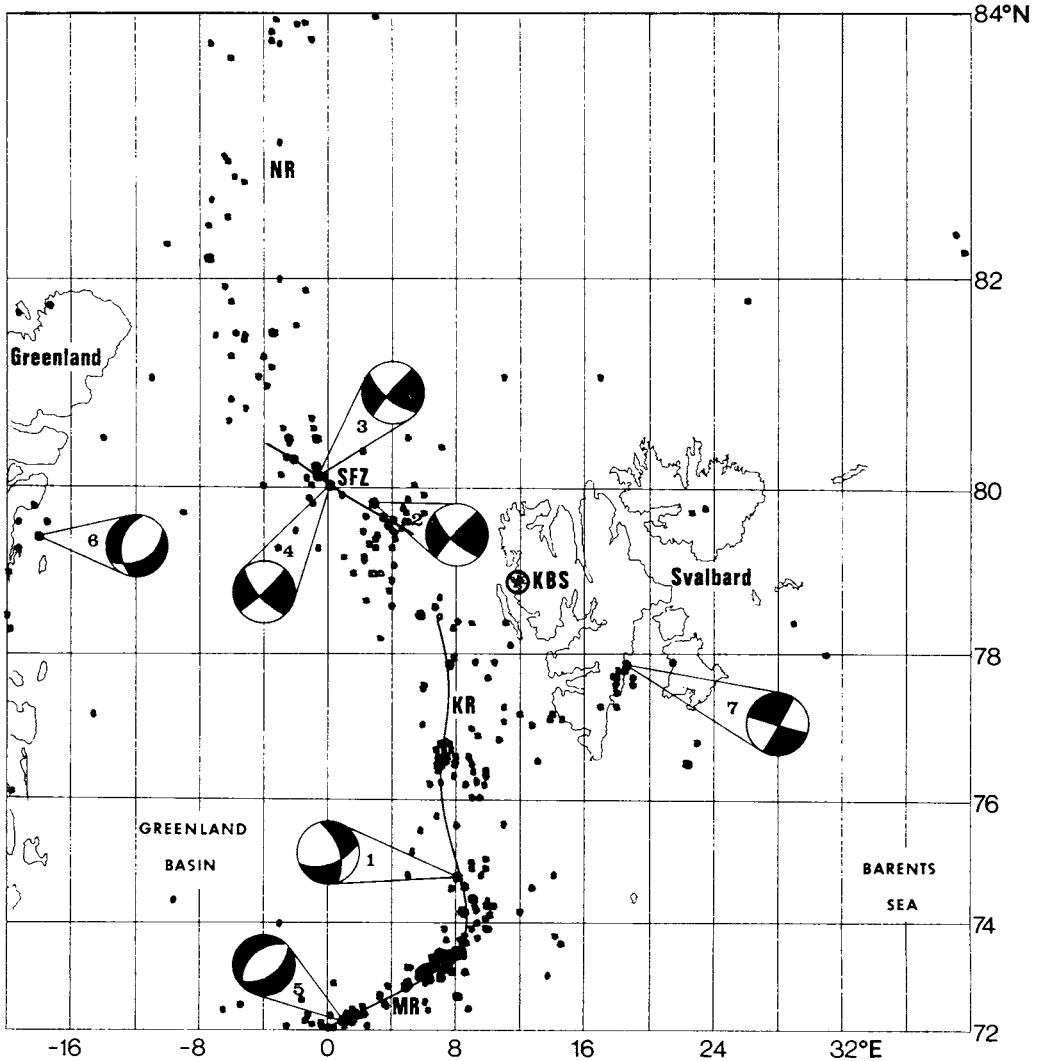 84°N
NR
82
Greenland
3
SFZ
80
2
6
4
KBS
Svalbard
78
KR
7
76
GREENLAND
BASIN
1
BARENTS
SEA
74
5
MR
72
-16
-8
0
8
16
24
32°E